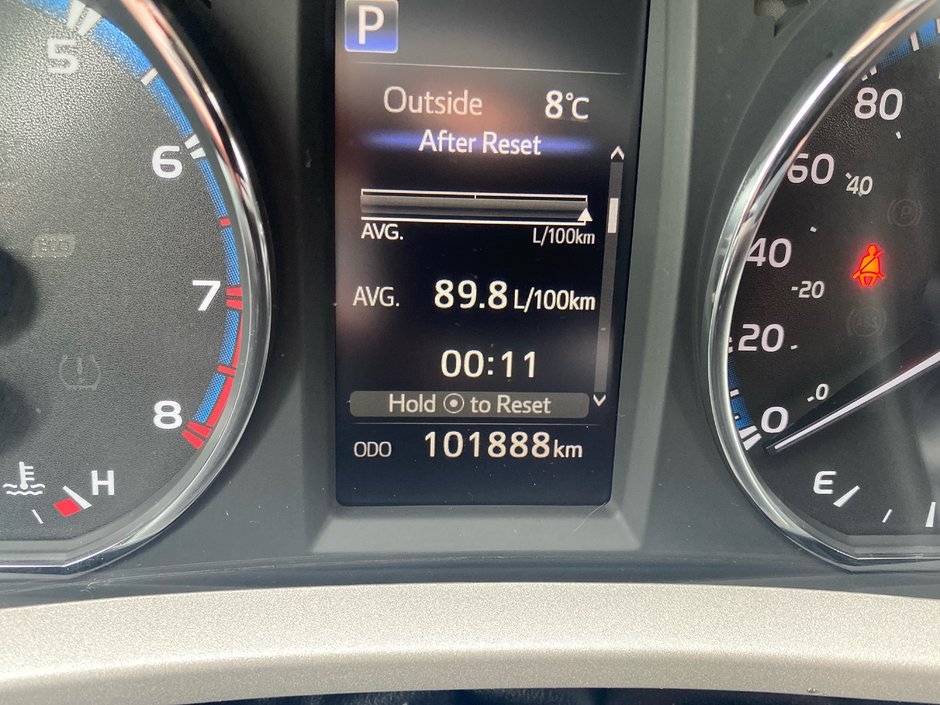 P
Outside 8°C
After Reset
AVG. L/100km
AVG. 89.8 L/100km
00:11
Hold to Reset
ODO 101888km
5
6
7
8
H
80
60
40
40
-20
20
-0
0
E